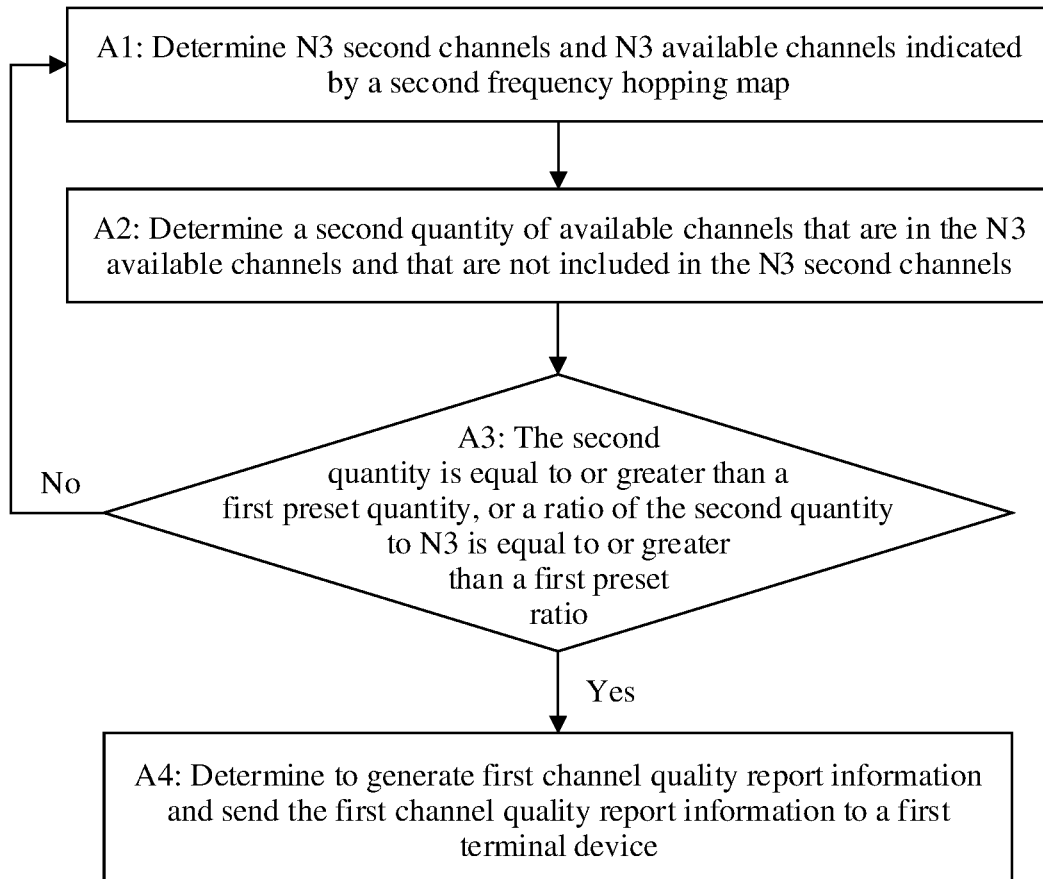 A1: Determine N3 second channels and N3 available channels indicated
by a second frequency hopping map
A2: Determine a second quantity of available channels that are in the N3
available channels and that are not included in the N3 second channels
A3: The second
quantity is equal to or greater than a
first preset quantity, or a ratio of the second quantity
to N3 is equal to or greater
than a first preset
ratio
No
Yes
A4: Determine to generate first channel quality report information
and send the first channel quality report information to a first
terminal device